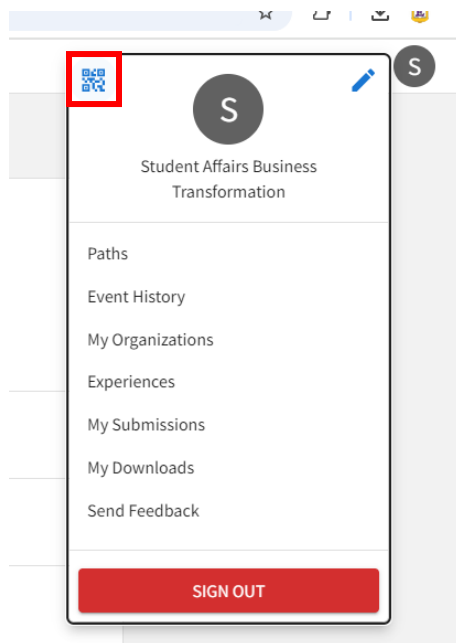 S
S
Student Affairs Business
Transformation
Paths
Event History
My Organizations
Experiences
My Submissions
My Downloads
Send Feedback
SIGN OUT